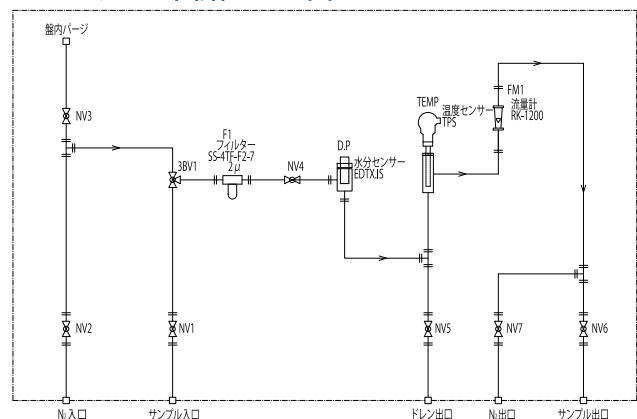 盤内パージ
NV3
3BV1
F1
フィルター
SS-4TF-F2-7
2μ
NV4
D.P
水分センサー
EDTX.IS
TEMP
温度センサー
TPS
FM1
流量計
RK-1200
NV2
NV1
NV5
NV7
NV6
N₂入口
サンプル入口
ドレン出口
N₂出口
サンプル出口